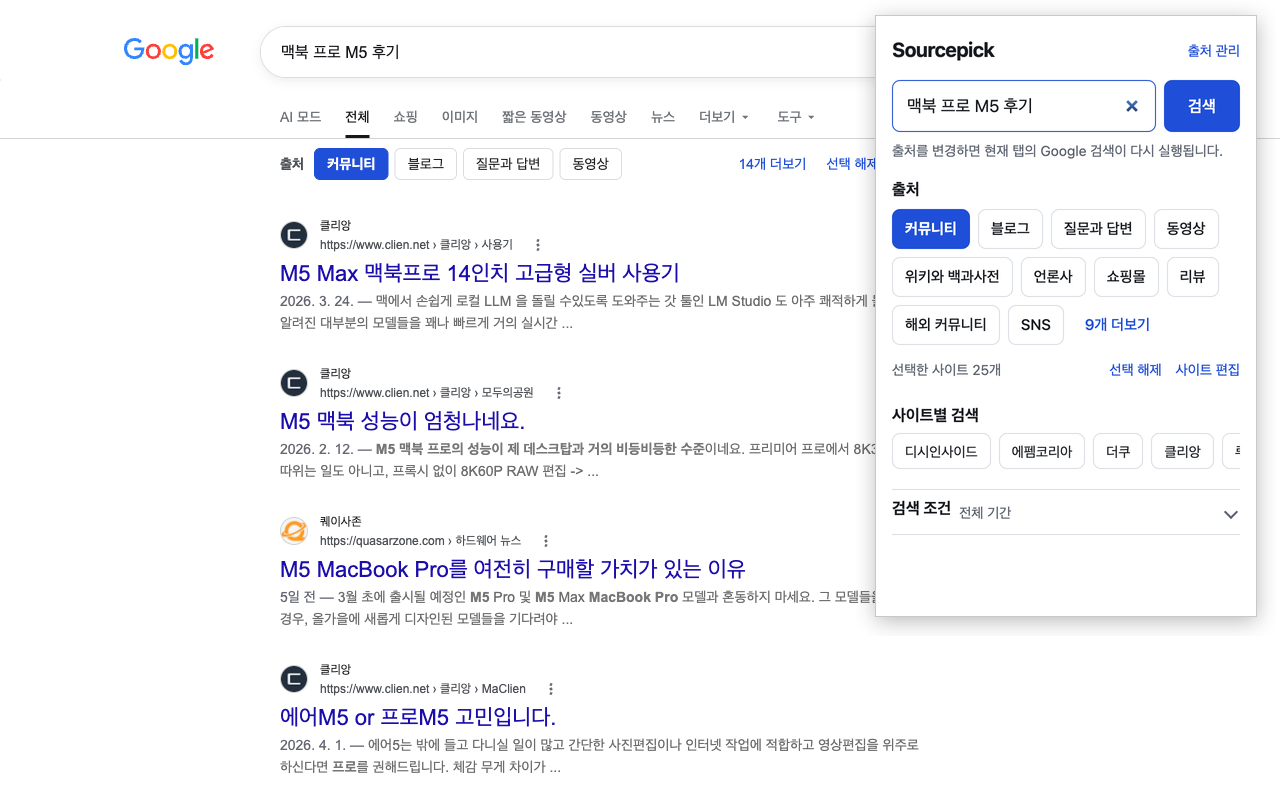 Google
맥북 프로 M5 후기
AI 모드 전체 쇼핑 이미지 짧은 동영상 동영상 뉴스 더보기 도구
출처 커뮤니티 블로그 질문과 답변 동영상 14개 더보기 선택 해제
클리앙
https://www.clien.net › 클리앙 › 사용기
M5 Max 맥북프로 14인치 고급형 실버 사용기
2026. 3. 24. — 맥에서 손쉽게 로컬 LLM 을 돌릴 수있도록 도와주는 갓 툴인 LM Studio 도 아주 쾌적하게
알려진 대부분의 모델들을 꽤나 빠르게 거의 실시간 ...
클리앙
https://www.clien.net › 클리앙 › 모두의공원
M5 맥북 성능이 엄청나네요.
2026. 2. 12. — M5 맥북 프로의 성능이 제 데스크탑과 거의 비등비등한 수준이네요. 프리미어 프로에서
따위는 일도 아니고, 프록시 없이 8K60P RAW 편집 -> ...
퀘이사존
https://quasarzone.com › 하드웨어 뉴스
M5 MacBook Pro를 여전히 구매할 가치가 있는 이유
5일 전 — 3월 초에 출시될 예정인 M5 Pro 및 M5 Max MacBook Pro 모델과 혼동하지 마세요. 그 모델들을
경우, 올가을에 새롭게 디자인된 모델들을 기다려야 ...
클리앙
https://www.clien.net › 클리앙 › MaClien
에어M5 or 프로M5 고민입니다.
2026. 4. 1. — 에어5는 밖에 들고 다니실 일이 많고 간단한 사진편집이나 인터넷 작업에 적합하고 영상편집을 위주로
하신다면 프로를 권해드립니다. 체감 무게 차이가 ...
Sourcepick 출처 관리
맥북 프로 M5 후기 검색
출처를 변경하면 현재 탭의 Google 검색이 다시 실행됩니다.
출처
커뮤니티 블로그 질문과 답변 동영상
위키와 백과사전 언론사 쇼핑몰 리뷰
해외 커뮤니티 SNS 9개 더보기
선택한 사이트 25개 선택 해제 사이트 편집
사이트별 검색
디시인사이드 에펨코리아 더쿠 클리앙
검색 조건 전체 기간